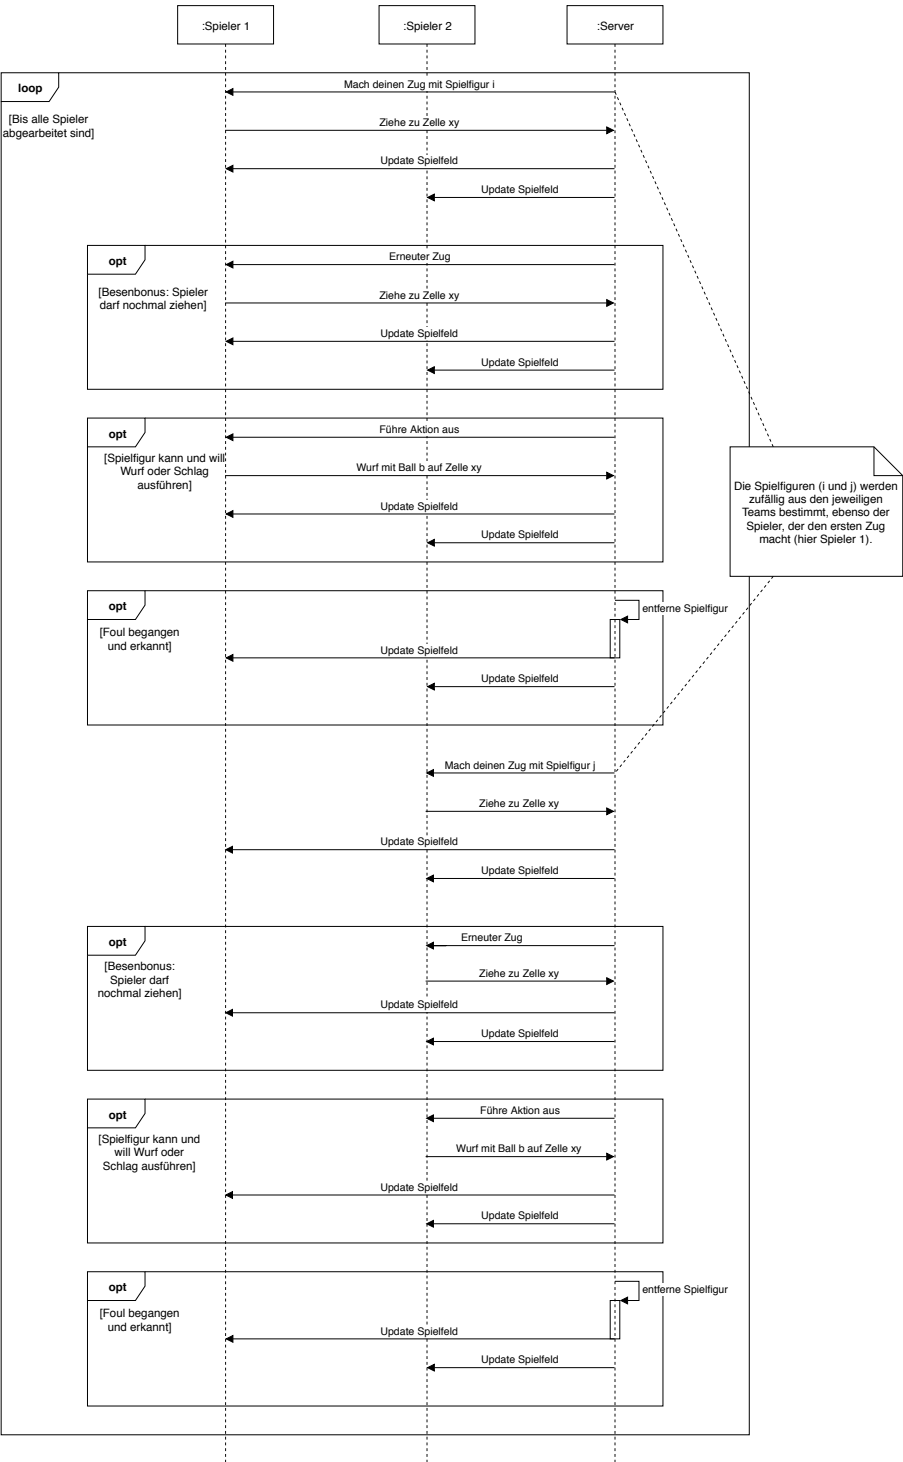 :Spieler 1
:Spieler 2
:Server
loop
Mach deinen Zug mit Spielfigur i
[Bis alle Spieler
abgearbeitet sind]
Ziehe zu Zelle xy
Update Spielfeld
Update Spielfeld
opt
Erneuter Zug
[Besenbonus: Spieler
darf nochmal ziehen]
Ziehe zu Zelle xy
Update Spielfeld
Update Spielfeld
opt
Führe Aktion aus
[Spielfigur kann und will
Wurf oder Schlag
ausführen]
Wurf mit Ball b auf Zelle xy
Update Spielfeld
Update Spielfeld
Die Spielfiguren (i und j) werden
zufällig aus den jeweiligen
Teams bestimmt, ebenso der
Spieler, der den ersten Zug
macht (hier Spieler 1).
opt
entferne Spielfigur
[Foul begangen
und erkannt]
Update Spielfeld
Update Spielfeld
Mach deinen Zug mit Spielfigur j
Ziehe zu Zelle xy
Update Spielfeld
Update Spielfeld
opt
Erneuter Zug
[Besenbonus:
Spieler darf
nochmal ziehen]
Ziehe zu Zelle xy
Update Spielfeld
Update Spielfeld
opt
Führe Aktion aus
[Spielfigur kann und
will Wurf oder
Schlag ausführen]
Wurf mit Ball b auf Zelle xy
Update Spielfeld
Update Spielfeld
opt
entferne Spielfigur
[Foul begangen
und erkannt]
Update Spielfeld
Update Spielfeld